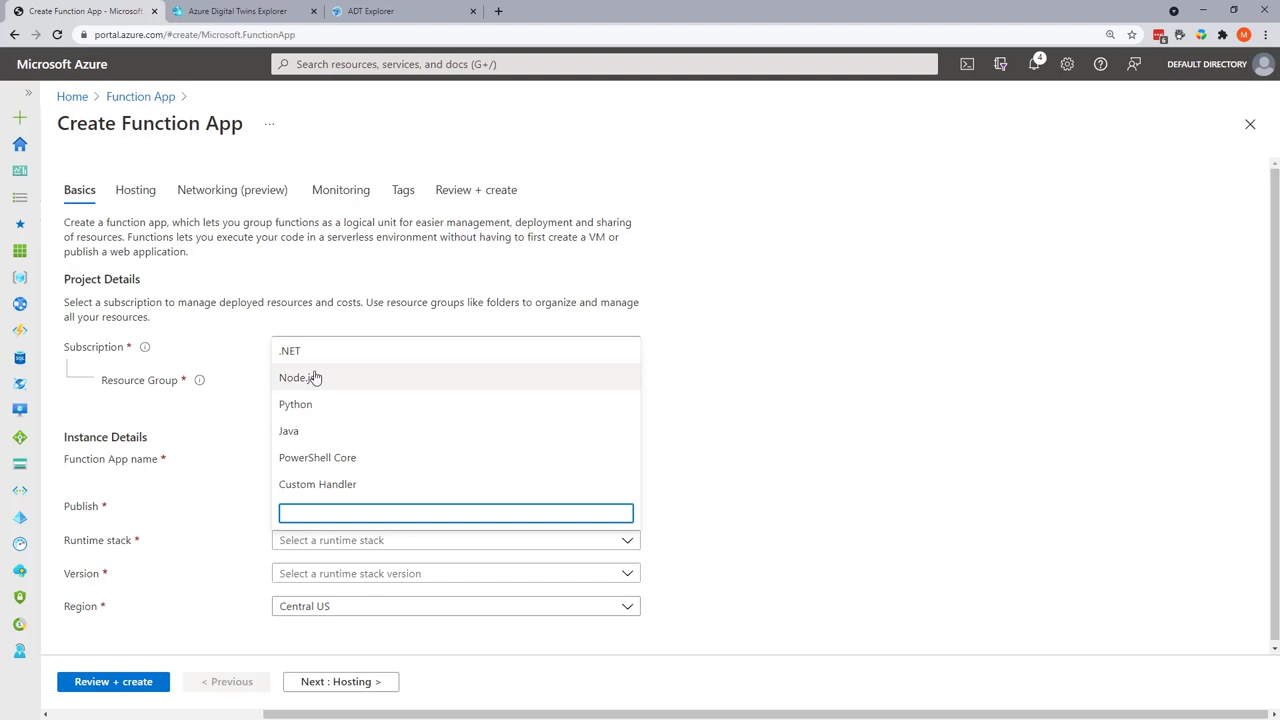 Create Function App - Microsoft
Azure Digital Twins Explorer
ADT Explorer
portal.azure.com/#create/Microsoft.FunctionApp
6
M
Microsoft Azure
Search resources, services, and docs (G+/)
4
DEFAULT DIRECTORY
Home > Function App >
Create Function App ...
Basics
Hosting
Networking (preview)
Monitoring
Tags
Review + create
Create a function app, which lets you group functions as a logical unit for easier management, deployment and sharing
of resources. Functions lets you execute your code in a serverless environment without having to first create a VM or
publish a web application.
Project Details
Select a subscription to manage deployed resources and costs. Use resource groups like folders to organize and manage
all your resources.
Subscription *
.NET
Resource Group *
Node.js
Python
Java
Instance Details
Function App name *
PowerShell Core
Custom Handler
Publish *
Runtime stack *
Select a runtime stack
Version *
Select a runtime stack version
Region *
Central US
Review + create
< Previous
Next : Hosting >